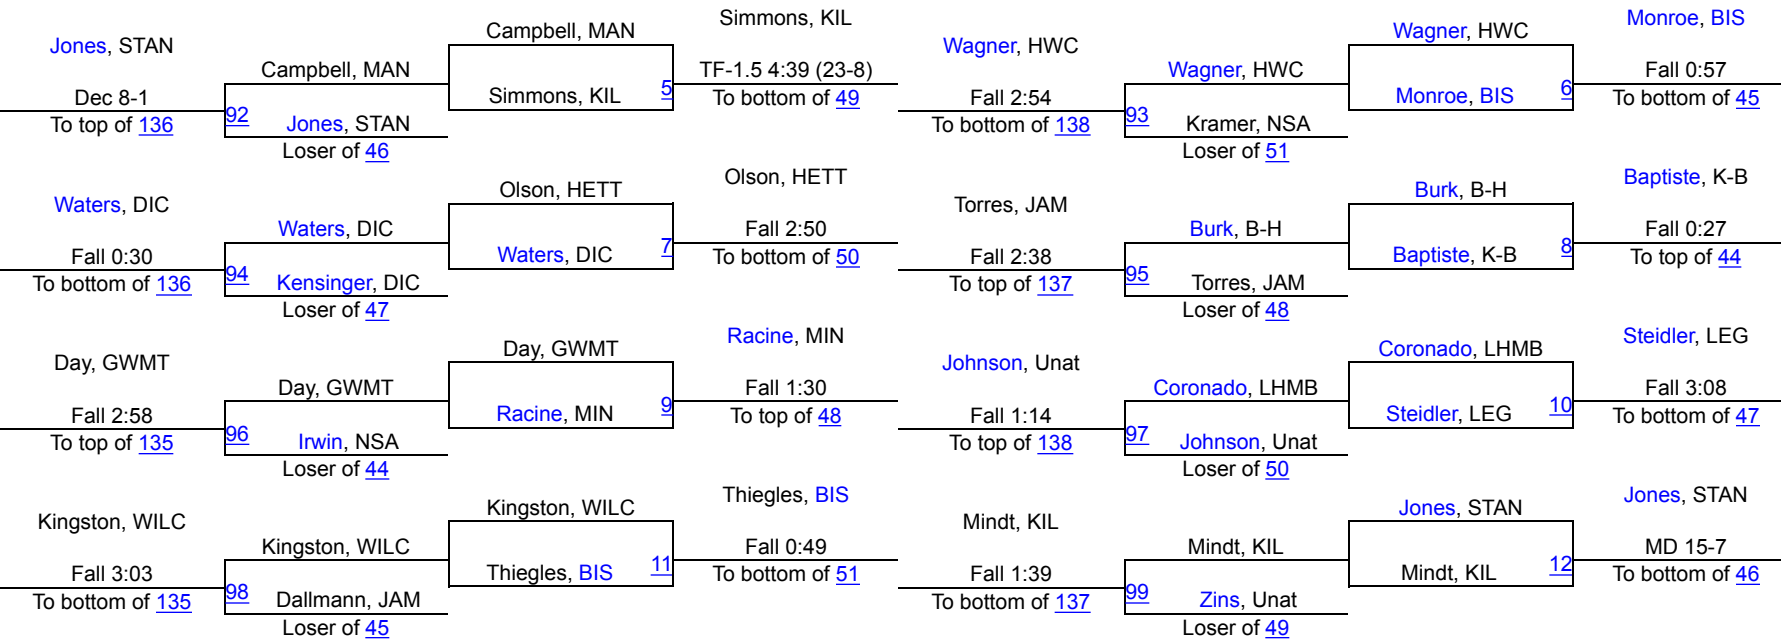 Simmons, KIL
Monroe, BIS
Campbell, MAN
Wagner, HWC
Jones, STAN
Wagner, HWC
Campbell, MAN
TF-1.5 4:39 (23-8)
Wagner, HWC
Fall 0:57
Dec 8-1
Simmons, KIL
5
To bottom of 49
Fall 2:54
Monroe, BIS
6
To bottom of 45
To top of 136
92
Jones, STAN
To bottom of 138
93
Kramer, NSA
Loser of 46
Loser of 51
Olson, HETT
Olson, HETT
Burk, B-H
Baptiste, K-B
Waters, DIC
Torres, JAM
Waters, DIC
Fall 2:50
Burk, B-H
Fall 0:27
Fall 0:30
Waters, DIC
7
To bottom of 50
Fall 2:38
Baptiste, K-B
8
To top of 44
To bottom of 136
94
Kensinger, DIC
To top of 137
95
Torres, JAM
Loser of 47
Loser of 48
Racine, MIN
Steidler, LEG
Day, GWMT
Day, GWMT
Johnson, Unat
Coronado, LHMB
Day, GWMT
Fall 1:30
Coronado, LHMB
Fall 3:08
Fall 2:58
Racine, MIN
9
To top of 48
Fall 1:14
Steidler, LEG
10
To bottom of 47
To top of 135
96
Irwin, NSA
To top of 138
97
Johnson, Unat
Loser of 44
Loser of 50
Thiegles, BIS
Jones, STAN
Kingston, WILC
Kingston, WILC
Mindt, KIL
Jones, STAN
Kingston, WILC
Fall 0:49
Mindt, KIL
MD 15-7
Fall 3:03
Thiegles, BIS
11
To bottom of 51
Fall 1:39
Mindt, KIL
12
To bottom of 46
To bottom of 135
98
Dallmann, JAM
To bottom of 137
99
Zins, Unat
Loser of 45
Loser of 49